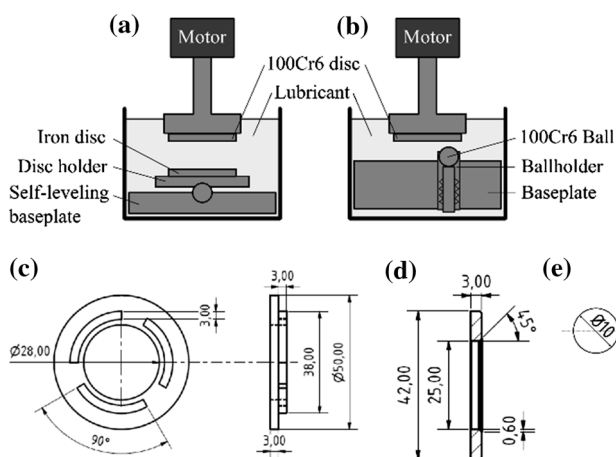 (a)
Motor
(b)
Motor
100Cr6 disc
Lubricant
Iron disc
Disc holder
Self-leveling
baseplate
100Cr6 Ball
Ballholder
Baseplate
(c)
3,00
Ø28,00
90°
3,00
38,00
Ø50,00
3,00
(d)
3,00
45°
42,00
25,00
0,60
(e)
Ø10